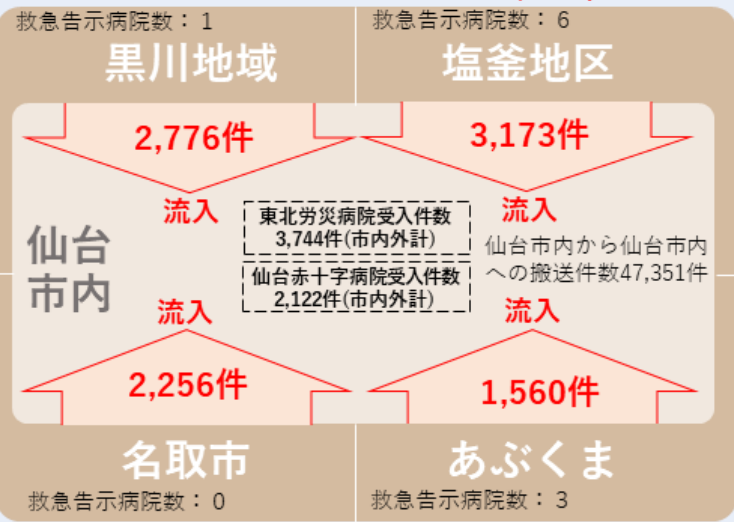 救急告示病院数：1
黒川地域
救急告示病院数：6
塩釜地区
2,776件
流入
3,173件
流入
仙台
市内
東北労災病院受入件数
3,744件(市内外計)
仙台赤十字病院受入件数
2,122件(市内外計)
仙台市内から仙台市内
への搬送件数47,351件
流入
2,256件
流入
1,560件
名取市
救急告示病院数：0
あぶくま
救急告示病院数：3